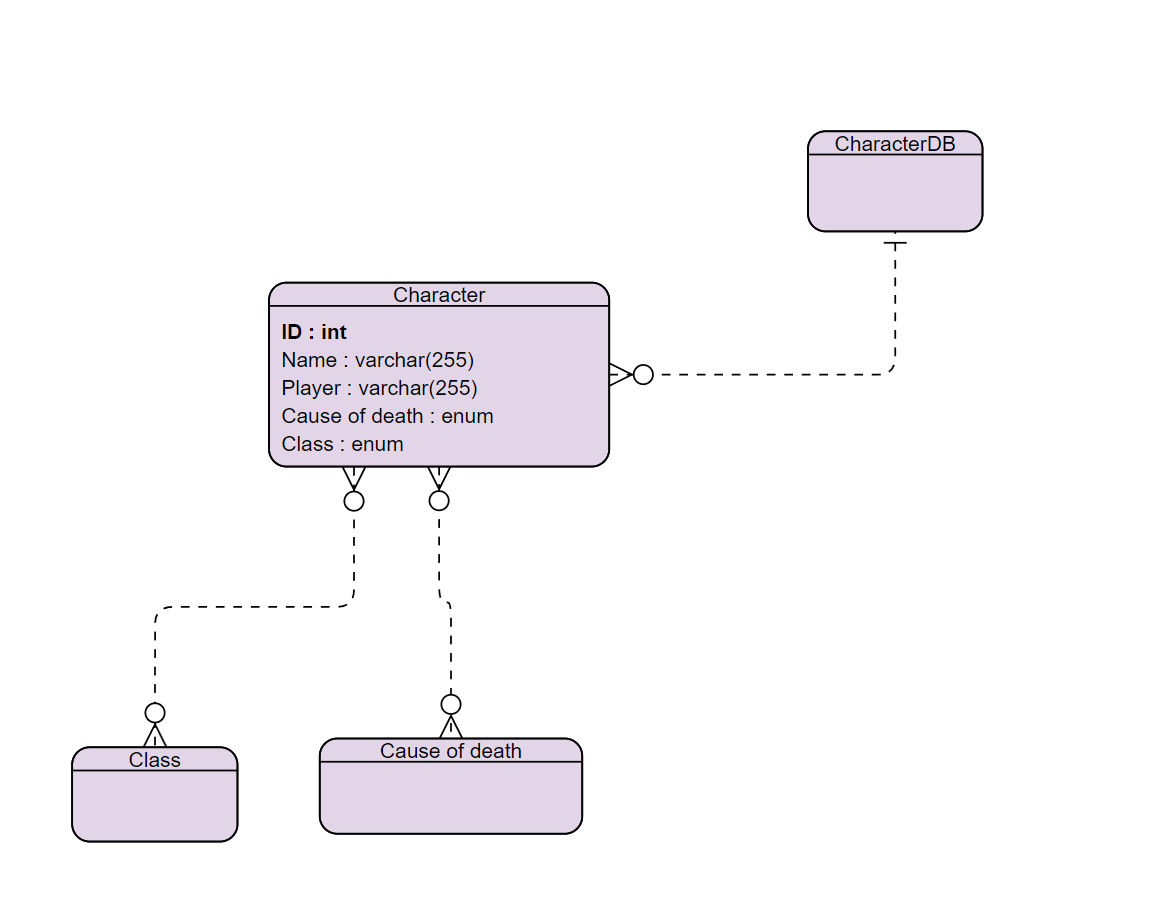 CharacterDB
Character
ID : int
Name : varchar(255)
Player : varchar(255)
Cause of death : enum
Class : enum
Class
Cause of death